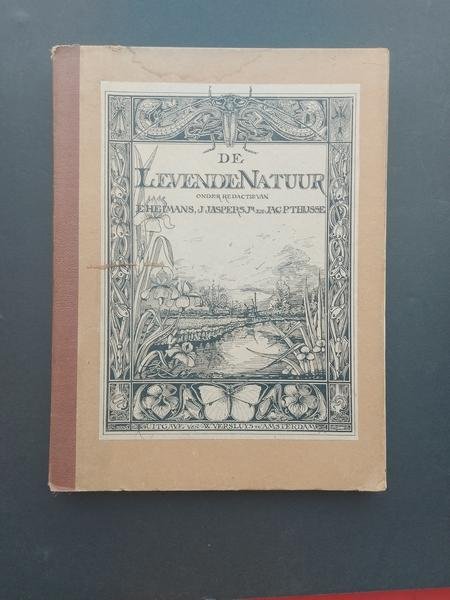 DE
LEVENDE NATUUR
ONDER REDACTIE VAN
E. HEIMANS, J. JASPERS Jr. EN JAC. P. THIJSSE
UITGAVE VAN W. VERSLUYS TE AMSTERDAM